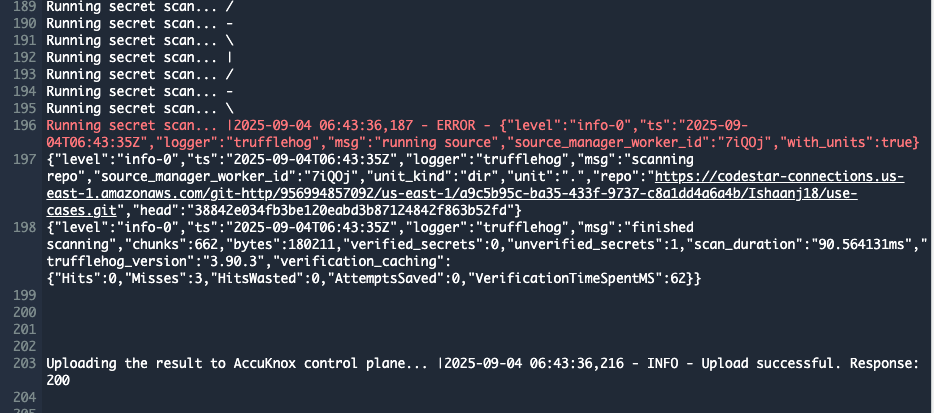 189 Running secret scan... /
190 Running secret scan... -
191 Running secret scan... \
192 Running secret scan... |
193 Running secret scan... /
194 Running secret scan... -
195 Running secret scan... \
196 Running secret scan... |2025-09-04 06:43:36,187 - ERROR - {"level":"info-0","ts":"2025-09-
04T06:43:35Z","logger":"trufflehog","msg":"running source","source_manager_worker_id":"7iQOj","with_units":true}
197 {"level":"info-0","ts":"2025-09-04T06:43:35Z","logger":"trufflehog","msg":"scanning
repo","source_manager_worker_id":"7iQOj","unit_kind":"dir","unit":".","repo":"https://codestar-connections.us-
east-1.amazonaws.com/git-http/956994857092/us-east-1/a9c5b95c-ba35-433f-9737-c8a1dd4a6a4b/Ishaanj18/use-
cases.git","head":"38842e034fb3be120eabd3b87124842f863b52fd"}
198 {"level":"info-0","ts":"2025-09-04T06:43:35Z","logger":"trufflehog","msg":"finished
scanning","chunks":662,"bytes":180211,"verified_secrets":0,"unverified_secrets":1,"scan_duration":"90.564131ms","
trufflehog_version":"3.90.3","verification_caching":
{"Hits":0,"Misses":3,"HitsWasted":0,"AttemptsSaved":0,"VerificationTimeSpentMS":62}}
199
200
201
202
203 Uploading the result to AccuKnox control plane... |2025-09-04 06:43:36,216 - INFO - Upload successful. Response:
200
204
205